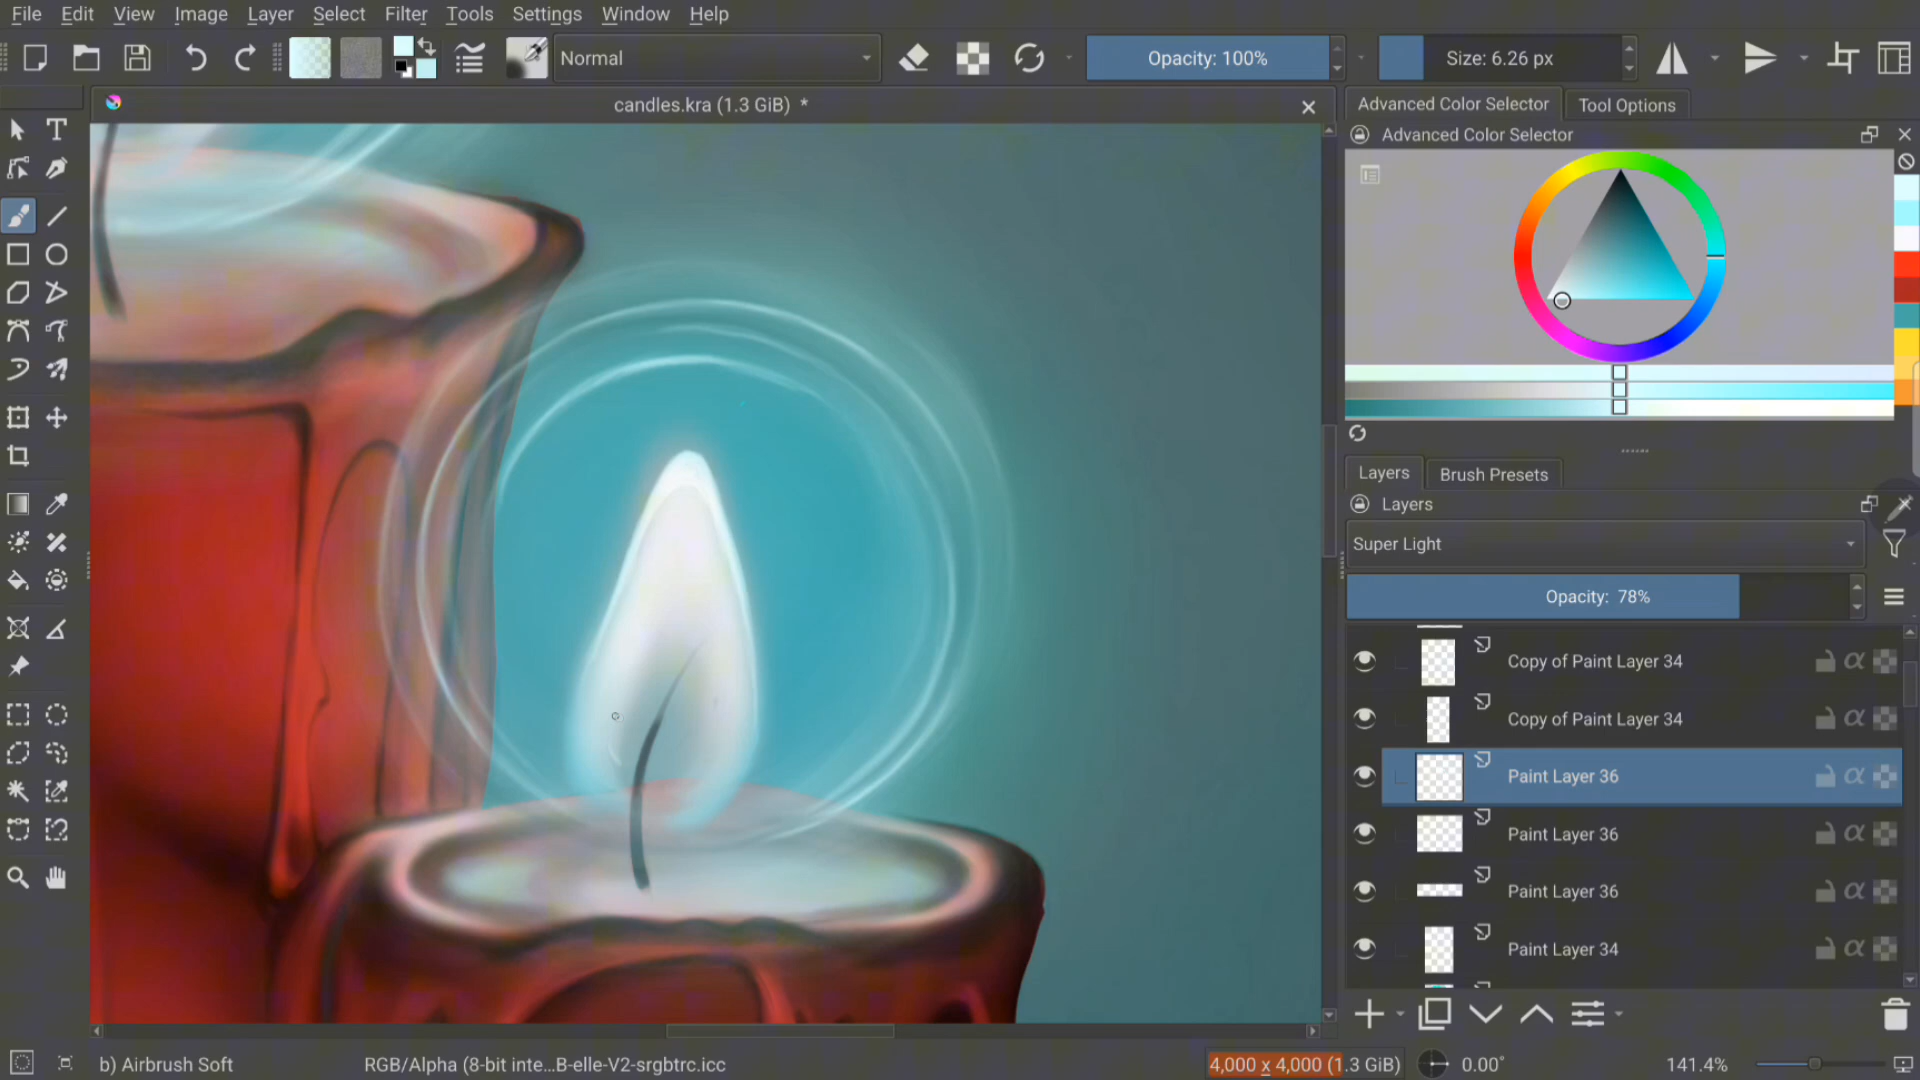 File Edit View Image Layer Select Filter Tools Settings Window Help
Normal Opacity: 100% Size: 6.26 px
candles.kra (1.3 GiB) *
Advanced Color Selector Tool Options
Advanced Color Selector
Layers Brush Presets
Layers
Super Light
Opacity: 78%
Copy of Paint Layer 34
Copy of Paint Layer 34
Paint Layer 36
Paint Layer 36
Paint Layer 36
Paint Layer 34
b) Airbrush Soft RGB/Alpha (8-bit inte...B-elle-V2-srgbtrc.icc 4,000 x 4,000 (1.3 GiB) 0.00° 141.4%